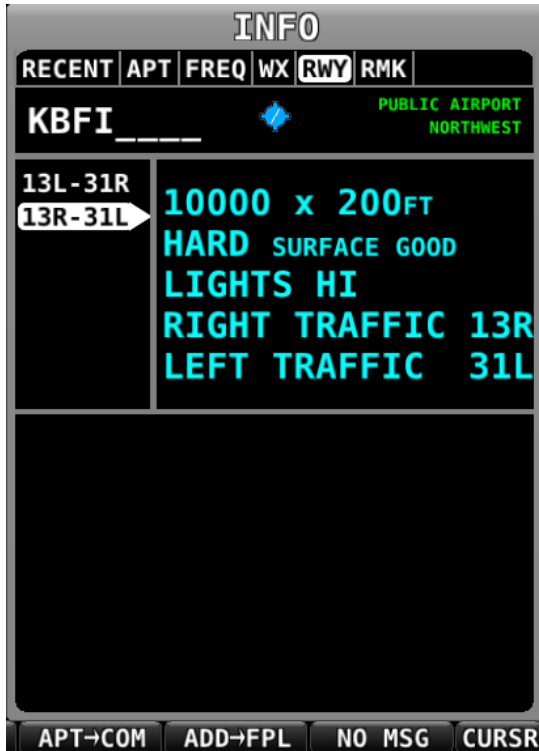 INFO
RECENT APT FREQ WX RWY RMK
KBFI____
PUBLIC AIRPORT
NORTHWEST
13L-31R
13R-31L
10000 x 200FT
HARD SURFACE GOOD
LIGHTS HI
RIGHT TRAFFIC 13R
LEFT TRAFFIC 31L
APT→COM ADD→FPL NO MSG CURSR